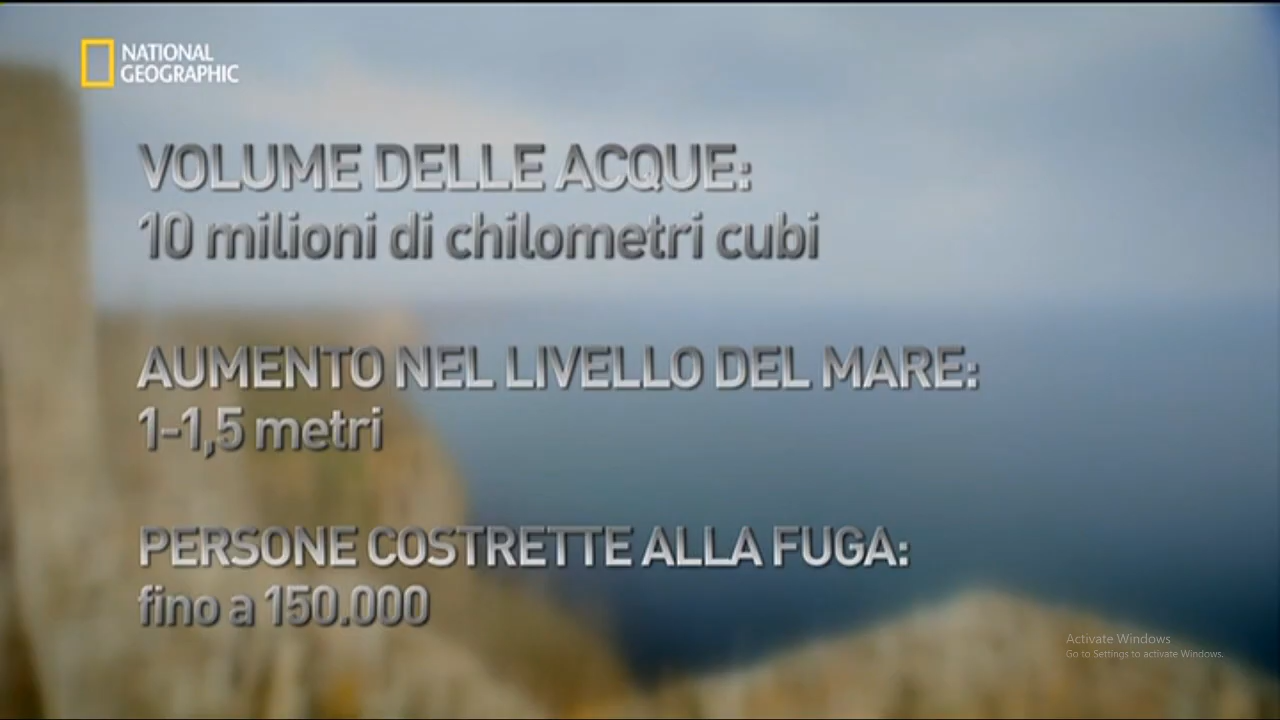 NATIONAL
GEOGRAPHIC
VOLUME DELLE ACQUE:
10 milioni di chilometri cubi
AUMENTO NEL LIVELLO DEL MARE:
1-1,5 metri
PERSONE COSTRETTE ALLA FUGA:
fino a 150.000
Activate Windows
Go to Settings to activate Windows.